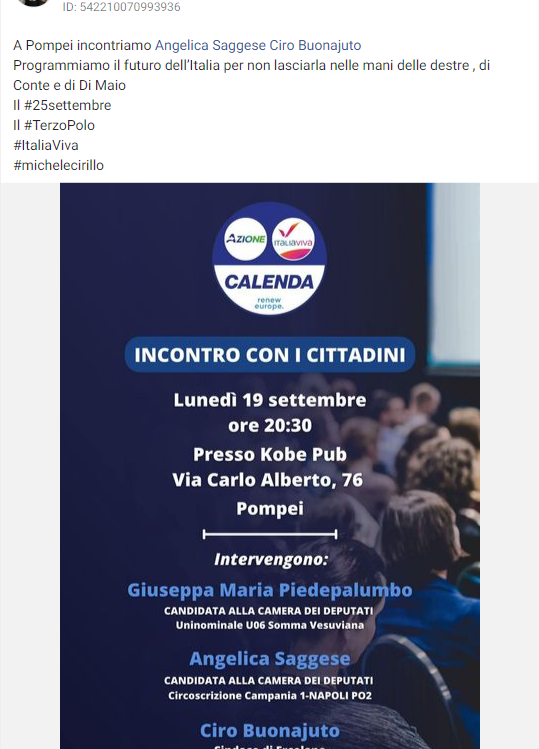 ID: 542210070993936
A Pompei incontriamo Angelica Saggese Ciro Buonajuto
Programmiamo il futuro dell'Italia per non lasciarla nelle mani delle destre , di
Conte e di Di Maio
Il #25settembre
Il #TerzoPolo
#ItaliaViva
#michelecirillo
AZIONE
ITALIAVIVA
CALENDA
renew
europe.
INCONTRO CON I CITTADINI
Lunedì 19 settembre
ore 20:30
Presso Kobe Pub
Via Carlo Alberto, 76
Pompei
Intervengono:
Giuseppa Maria Piedepalumbo
CANDIDATA ALLA CAMERA DEI DEPUTATI
Uninominale U06 Somma Vesuviana
Angelica Saggese
CANDIDATA ALLA CAMERA DEI DEPUTATI
Circoscrizione Campania 1-NAPOLI PO2
Ciro Buonajuto
Sindaco di Ercolano